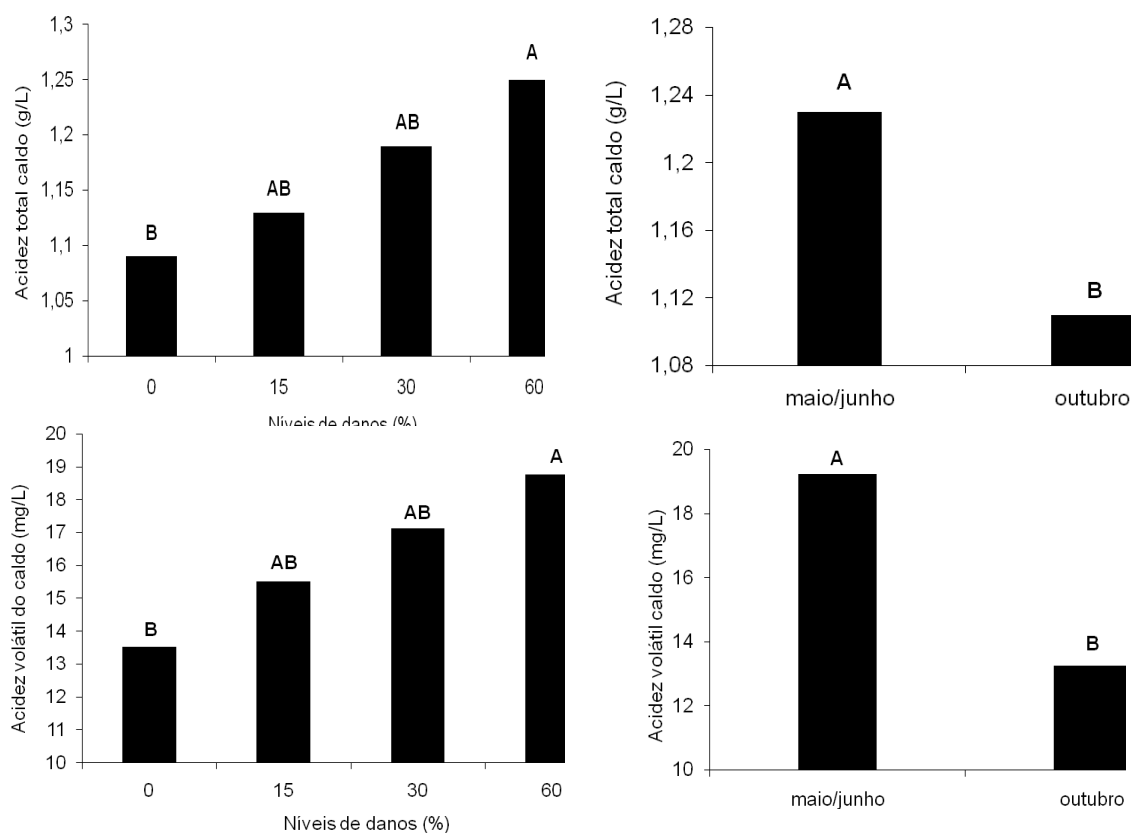 Acidez total caldo (g/L)
1,3
1,25
1,2
1,15
1,1
1,05
1
B
AB
AB
A
0 15 30 60
Níveis de danos (%)
Acidez total caldo (g/L)
1,28
1,24
1,2
1,16
1,12
1,08
A
B
maio/junho outubro
Acidez volátil do caldo (mg/L)
20
19
18
17
16
15
14
13
12
11
10
B
AB
AB
A
0 15 30 60
Níveis de danos (%)
Acidez volátil caldo (mg/L)
20
18
16
14
12
10
A
B
maio/junho outubro